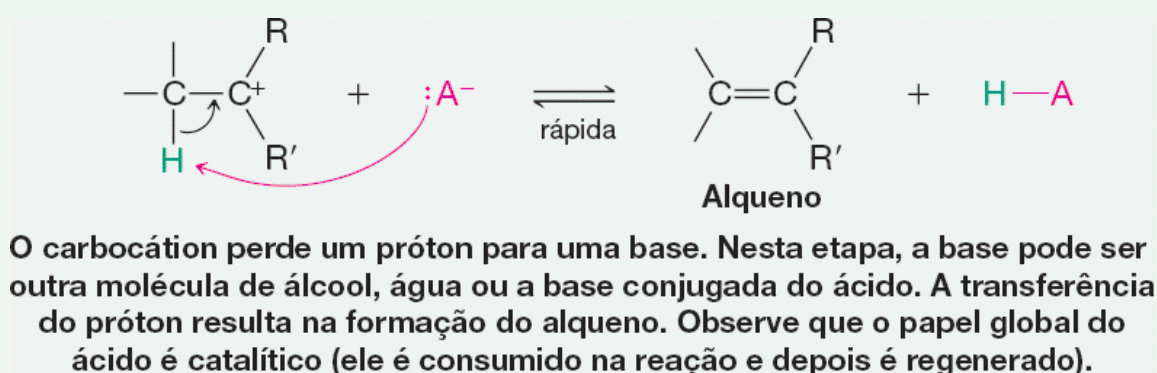 R R
C C+ + :A− C C + H A
rápida
H R′ R′
Alqueno
O carbocátion perde um próton para uma base. Nesta etapa, a base pode ser
outra molécula de álcool, água ou a base conjugada do ácido. A transferência
do próton resulta na formação do alqueno. Observe que o papel global do
ácido é catalítico (ele é consumido na reação e depois é regenerado).